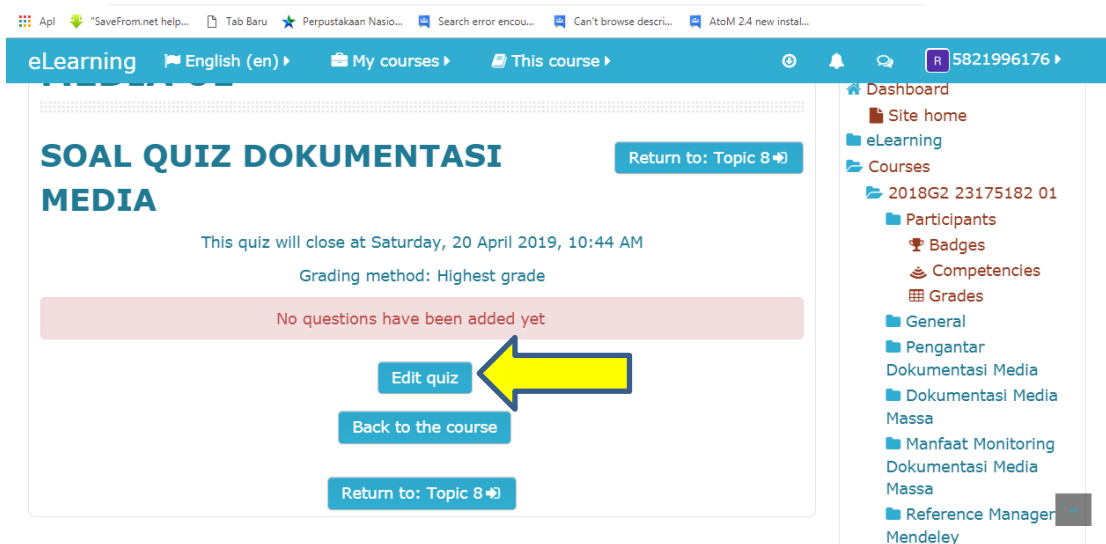 Apl "SaveFrom.net help... Tab Baru Perpustakaan Nasio... Search error encou... Can't browse descri... AtoM 2.4 new instal...
eLearning English (en) My courses This course R 5821996176
SOAL QUIZ DOKUMENTASI
MEDIA
Return to: Topic 8
This quiz will close at Saturday, 20 April 2019, 10:44 AM
Grading method: Highest grade
No questions have been added yet
Edit quiz
Back to the course
Return to: Topic 8
Dashboard
Site home
eLearning
Courses
2018G2 23175182 01
Participants
Badges
Competencies
Grades
General
Pengantar
Dokumentasi Media
Dokumentasi Media
Massa
Manfaat Monitoring
Dokumentasi Media
Massa
Reference Manager
Mendeley